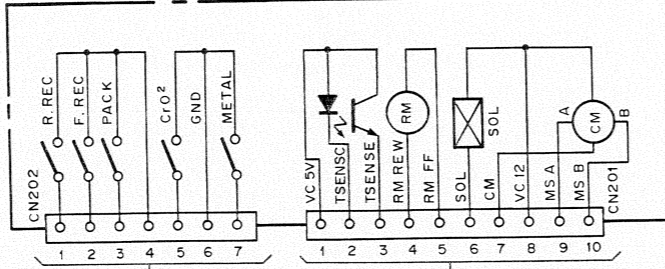 R.REC
F.REC
PACK
CrO²
GND
METAL
CN202
1 2 3 4 5 6 7
VC 5V
TSENSC
TSENSE
RM REW
RM FF
SOL
CM
VC12
MS A
MS B
CN201
RM
SOL
A
CM
B
1 2 3 4 5 6 7 8 9 10